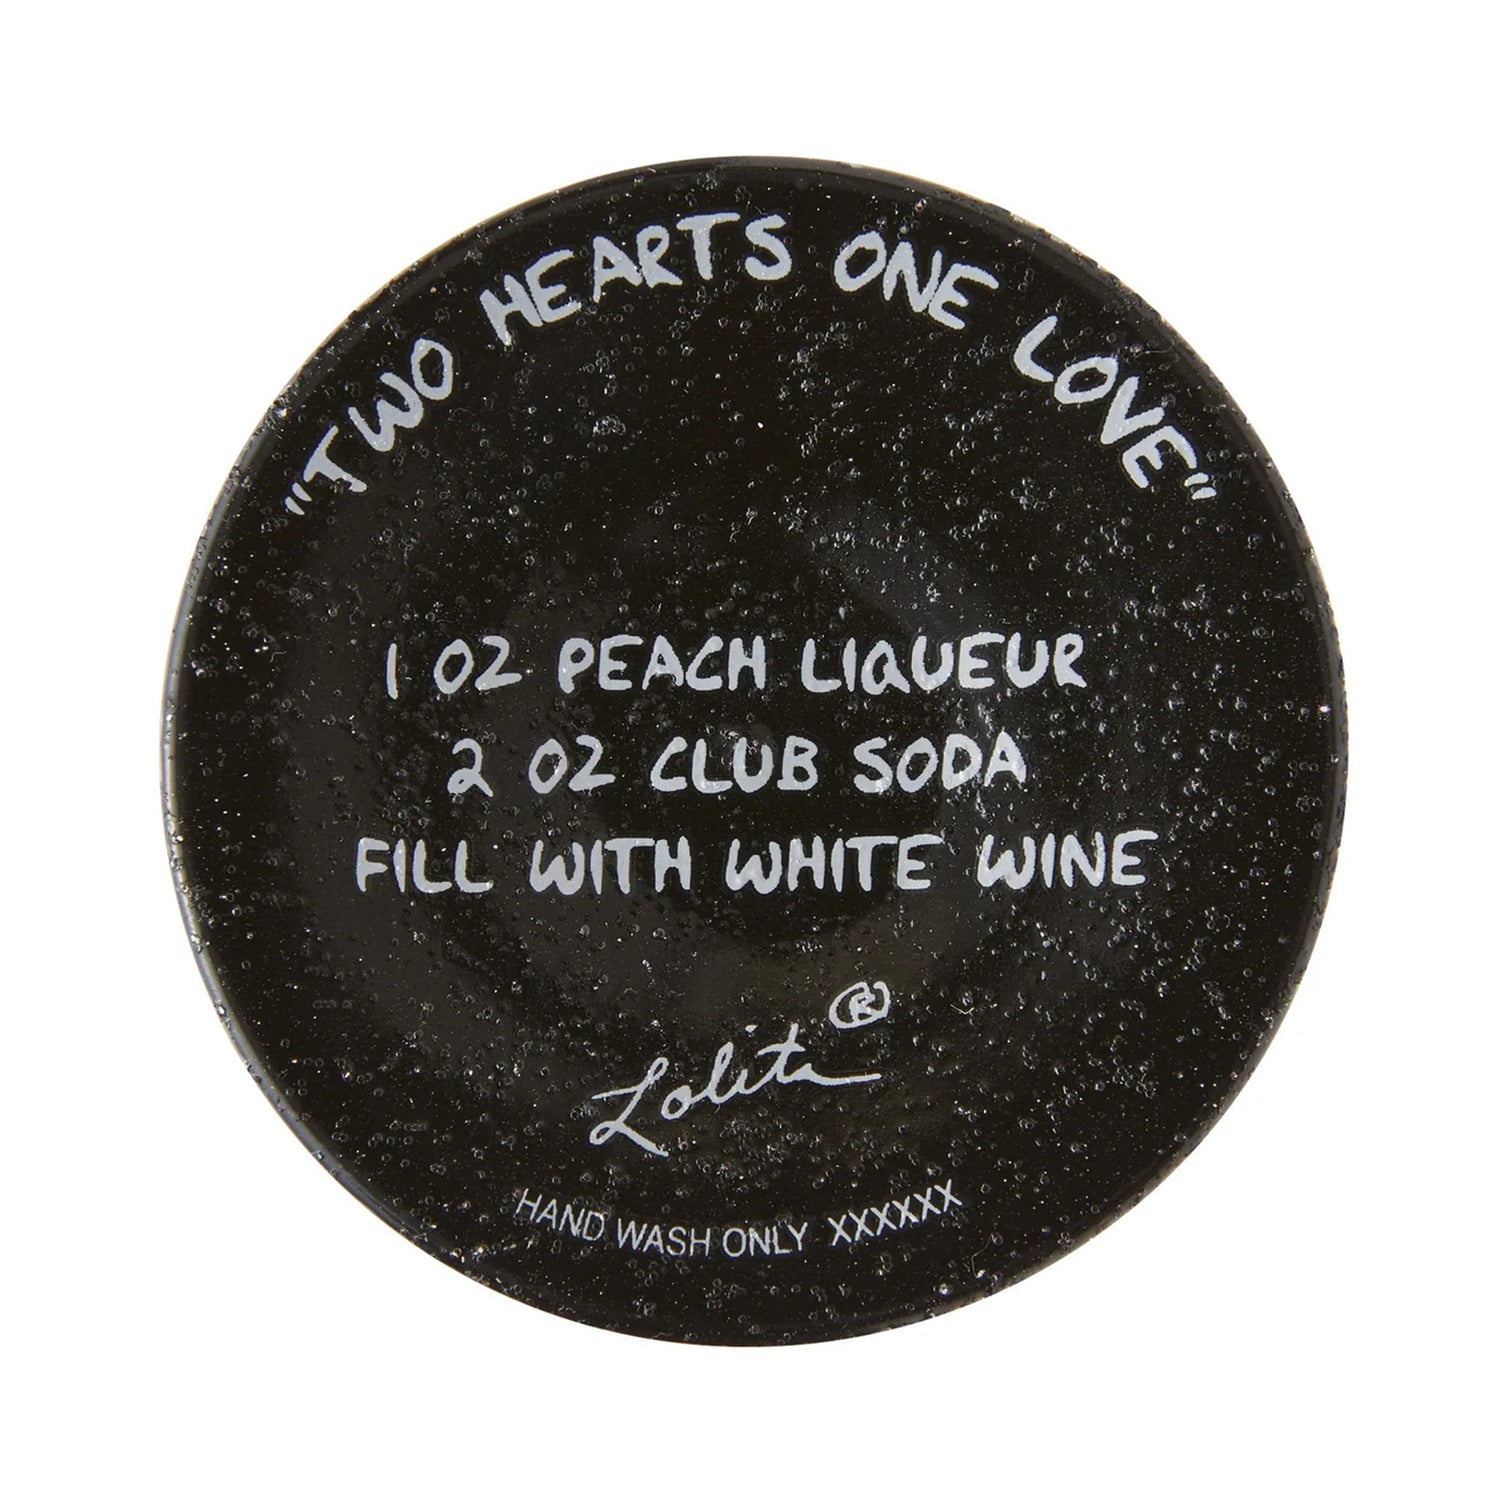 "TWO HEARTS ONE LOVE"
1 OZ PEACH LIQUEUR
2 OZ CLUB SODA
FILL WITH WHITE WINE
Lolita®
HAND WASH ONLY XXXXXX